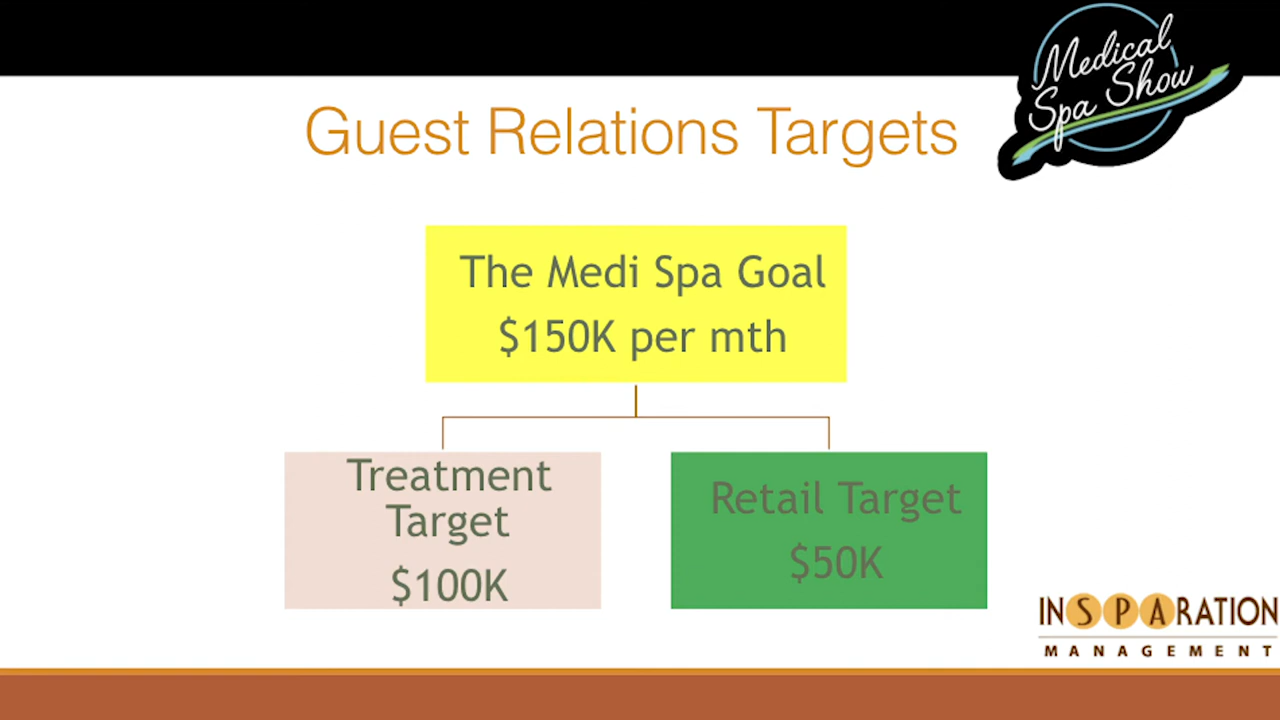 Medical
Spa Show
Guest Relations Targets
The Medi Spa Goal
$150K per mth
Treatment
Target
$100K
Retail Target
$50K
INSPARATION
MANAGEMENT